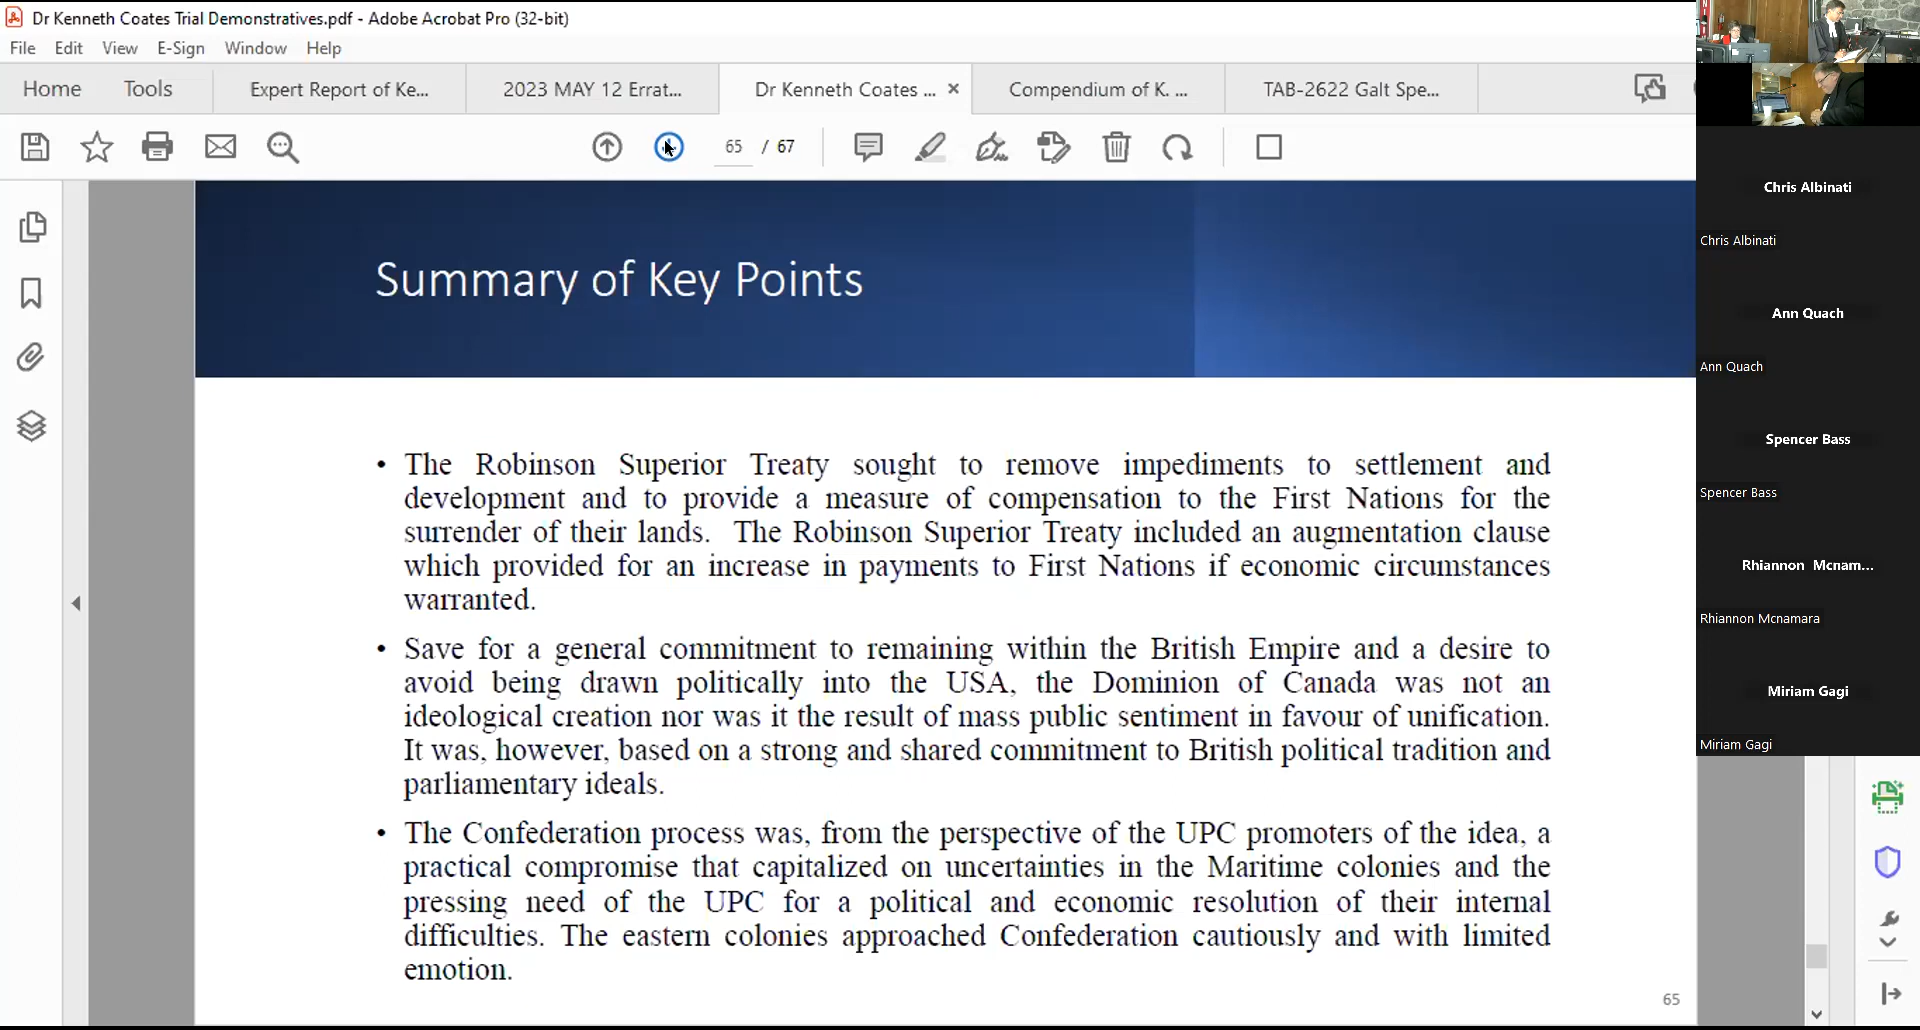 Dr Kenneth Coates Trial Demonstratives.pdf - Adobe Acrobat Pro (32-bit)
File Edit View E-Sign Window Help
Home Tools Expert Report of Ke... 2023 MAY 12 Errat... Dr Kenneth Coates ... × Compendium of K. ... TAB-2622 Galt Spe...
65 / 67
Summary of Key Points
• The Robinson Superior Treaty sought to remove impediments to settlement and
development and to provide a measure of compensation to the First Nations for the
surrender of their lands. The Robinson Superior Treaty included an augmentation clause
which provided for an increase in payments to First Nations if economic circumstances
warranted.
• Save for a general commitment to remaining within the British Empire and a desire to
avoid being drawn politically into the USA, the Dominion of Canada was not an
ideological creation nor was it the result of mass public sentiment in favour of unification.
It was, however, based on a strong and shared commitment to British political tradition and
parliamentary ideals.
• The Confederation process was, from the perspective of the UPC promoters of the idea, a
practical compromise that capitalized on uncertainties in the Maritime colonies and the
pressing need of the UPC for a political and economic resolution of their internal
difficulties. The eastern colonies approached Confederation cautiously and with limited
emotion.
65
Chris Albinati
Chris Albinati
Ann Quach
Ann Quach
Spencer Bass
Spencer Bass
Rhiannon Mcnam...
Rhiannon Mcnamara
Miriam Gagi
Miriam Gagi